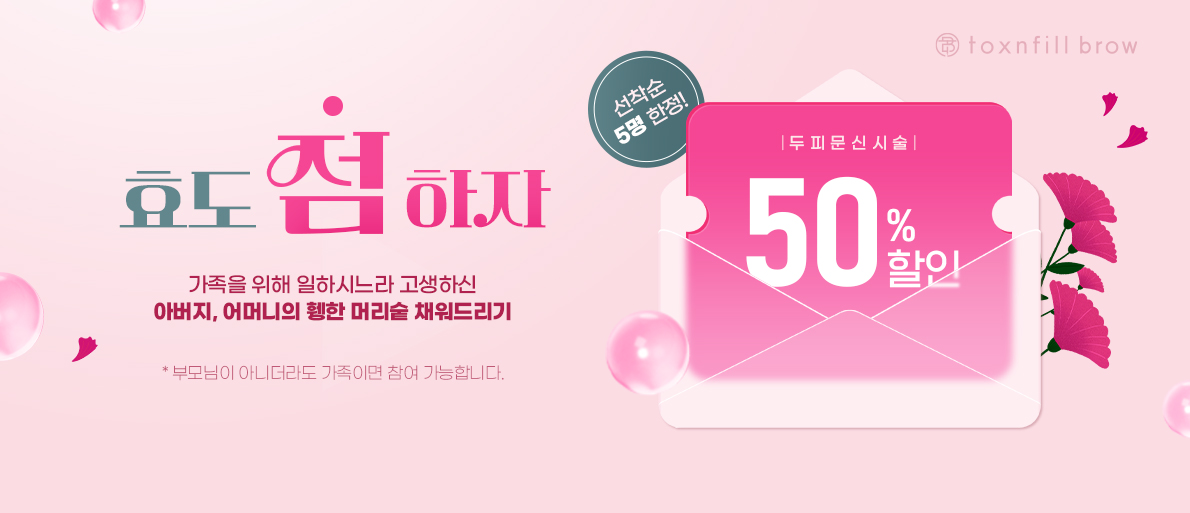 toxnfill brow
효도 점 하자
가족을 위해 일하시느라 고생하신
아버지, 어머니의 휑한 머리숱 채워드리기
* 부모님이 아니더라도 가족이면 참여 가능합니다.
선착순
5명 한정!
|두피문신시술|
50%
할인